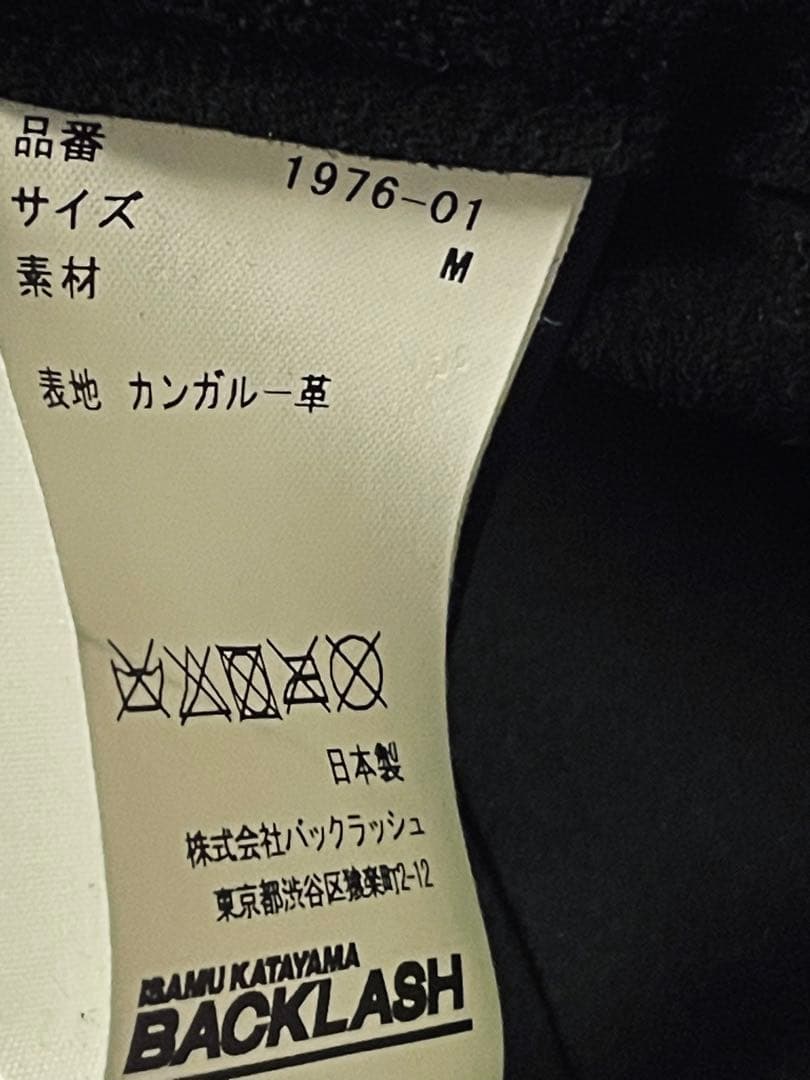 品番 1976-01
サイズ M
素材
表地 カンガルー革
日本製
株式会社バックラッシュ
東京都渋谷区猿楽町2-12
ISAMU KATAYAMA
BACKLASH